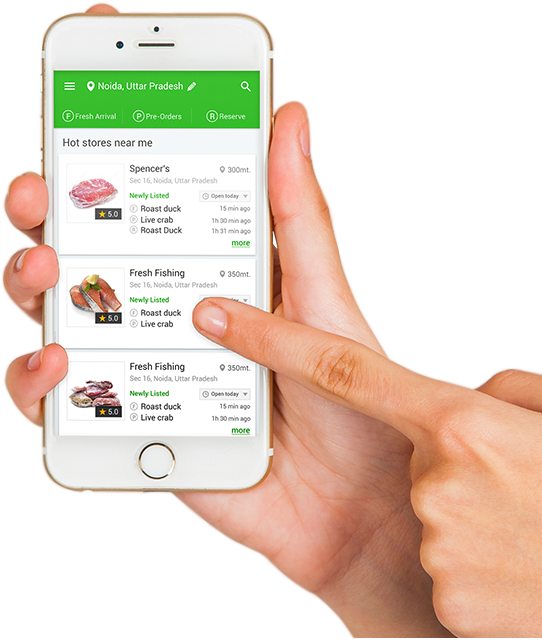 Noida, Uttar Pradesh
F Fresh Arrival P Pre-Orders R Reserve
Hot stores near me
Spencer's 300mt.
Sec 16, Noida, Uttar Pradesh
Newly Listed Open today
5.0
F Roast duck 15 min ago
P Live crab 1h 30 min ago
R Roast Duck 1h 31 min ago
more
Fresh Fishing 350mt.
Sec 16, Noida, Uttar Pradesh
Newly Listed
F Roast duck
5.0
P Live crab
Fresh Fishing 350mt.
Sec 16, Noida, Uttar Pradesh
Newly Listed Open today
F Roast duck 15 min ago
5.0
P Live crab 1h 30 min ago
more